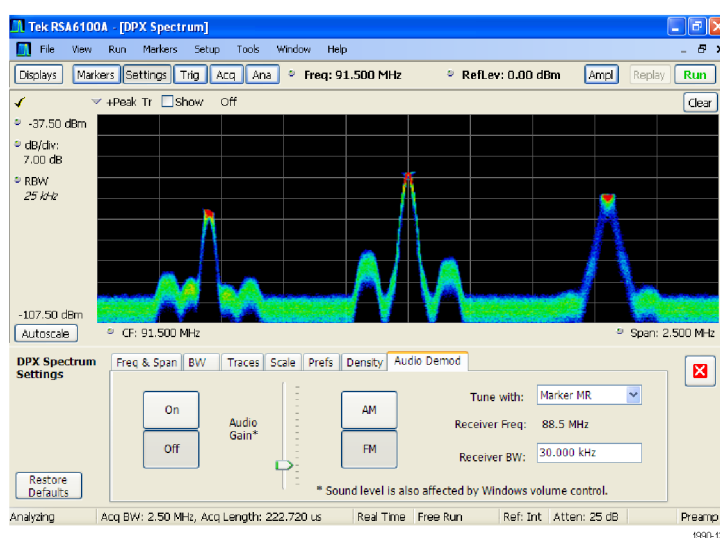 Tek RSA6100A - [DPX Spectrum]
File View Run Markers Setup Tools Window Help
Displays Markers Settings Trig Acq Ana Freq: 91.500 MHz RefLev: 0.00 dBm Ampl Replay Run
+Peak Tr Show Off Clear
-37.50 dBm
dB/div:
7.00 dB
RBW
25 kHz
-107.50 dBm
Autoscale CF: 91.500 MHz Span: 2.500 MHz
DPX Spectrum Settings
Freq & Span BW Traces Scale Prefs Density Audio Demod
On
Off
Audio Gain*
AM
FM
Tune with: Marker MR
Receiver Freq: 88.5 MHz
Receiver BW: 30.000 kHz
* Sound level is also affected by Windows volume control.
Restore Defaults
Analyzing Acq BW: 2.50 MHz, Acq Length: 222.720 us Real Time Free Run Ref: Int Atten: 25 dB Preamp